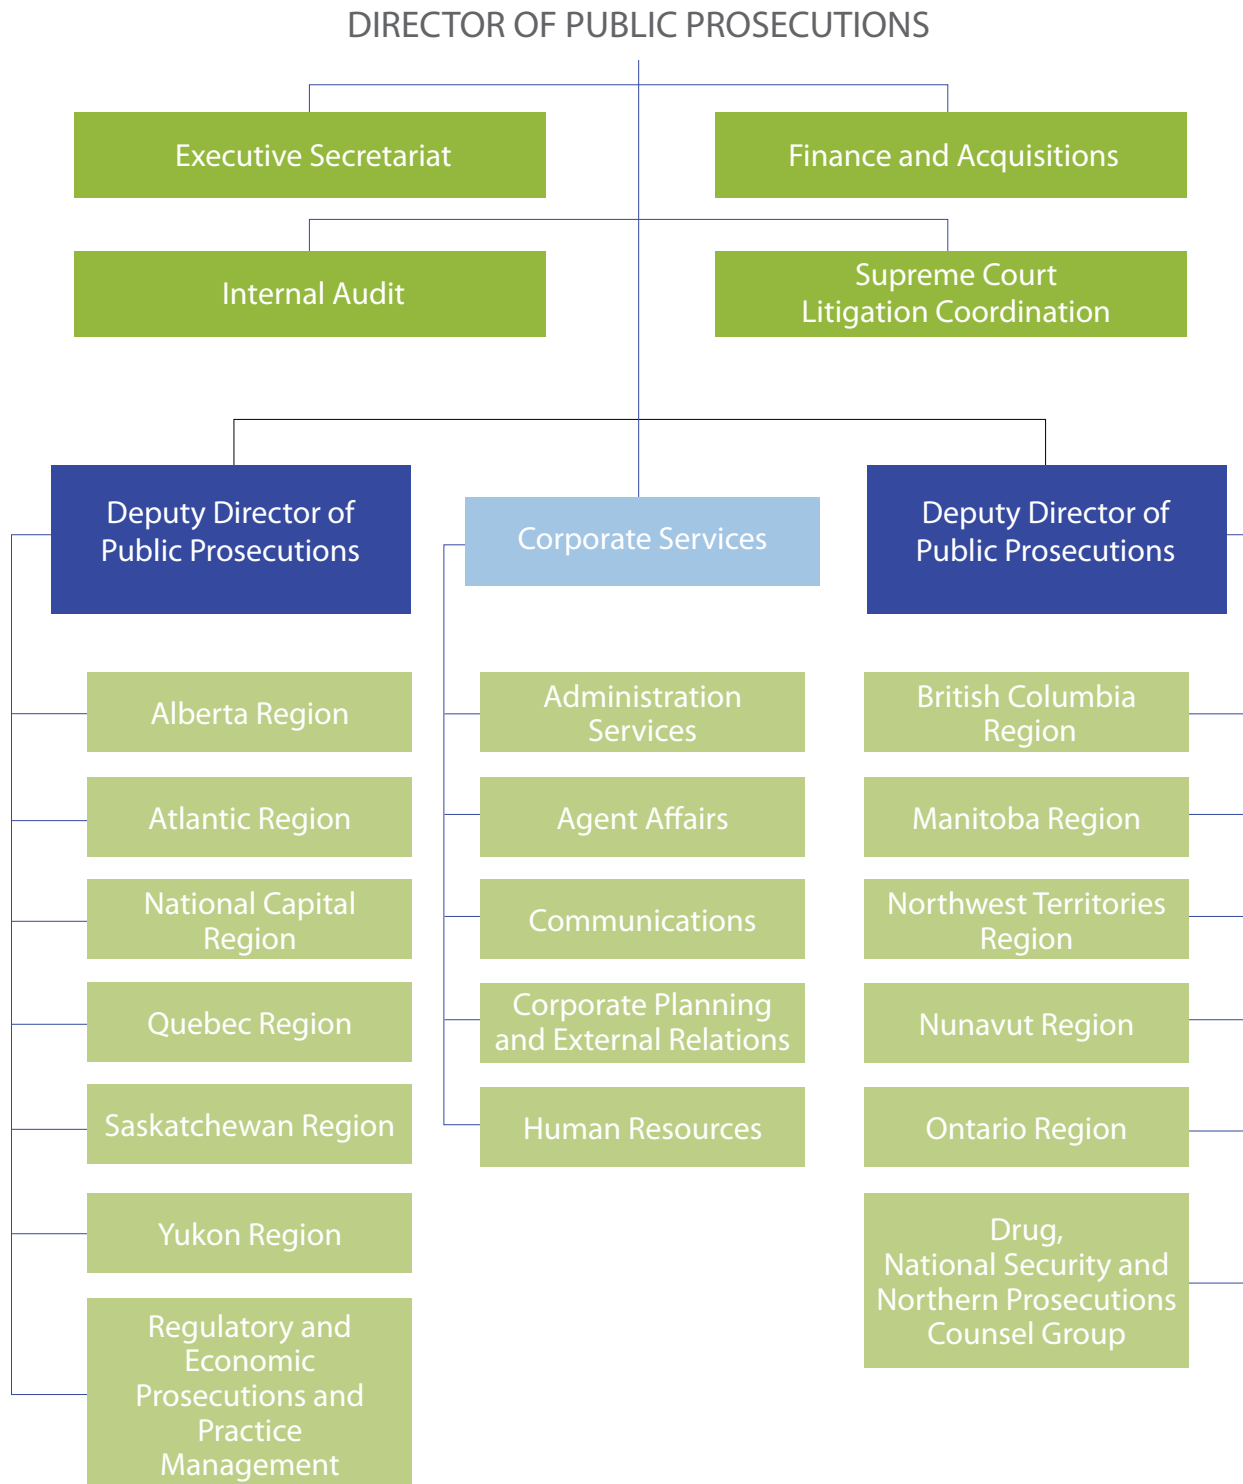 DIRECTOR OF PUBLIC PROSECUTIONS
Executive Secretariat
Finance and Acquisitions
Internal Audit
Supreme Court
Litigation Coordination
Deputy Director of
Public Prosecutions
Corporate Services
Deputy Director of
Public Prosecutions
Alberta Region
Atlantic Region
National Capital
Region
Quebec Region
Saskatchewan Region
Yukon Region
Regulatory and
Economic
Prosecutions and
Practice
Management
Administration
Services
Agent Affairs
Communications
Corporate Planning
and External Relations
Human Resources
British Columbia
Region
Manitoba Region
Northwest Territories
Region
Nunavut Region
Ontario Region
Drug,
National Security and
Northern Prosecutions
Counsel Group